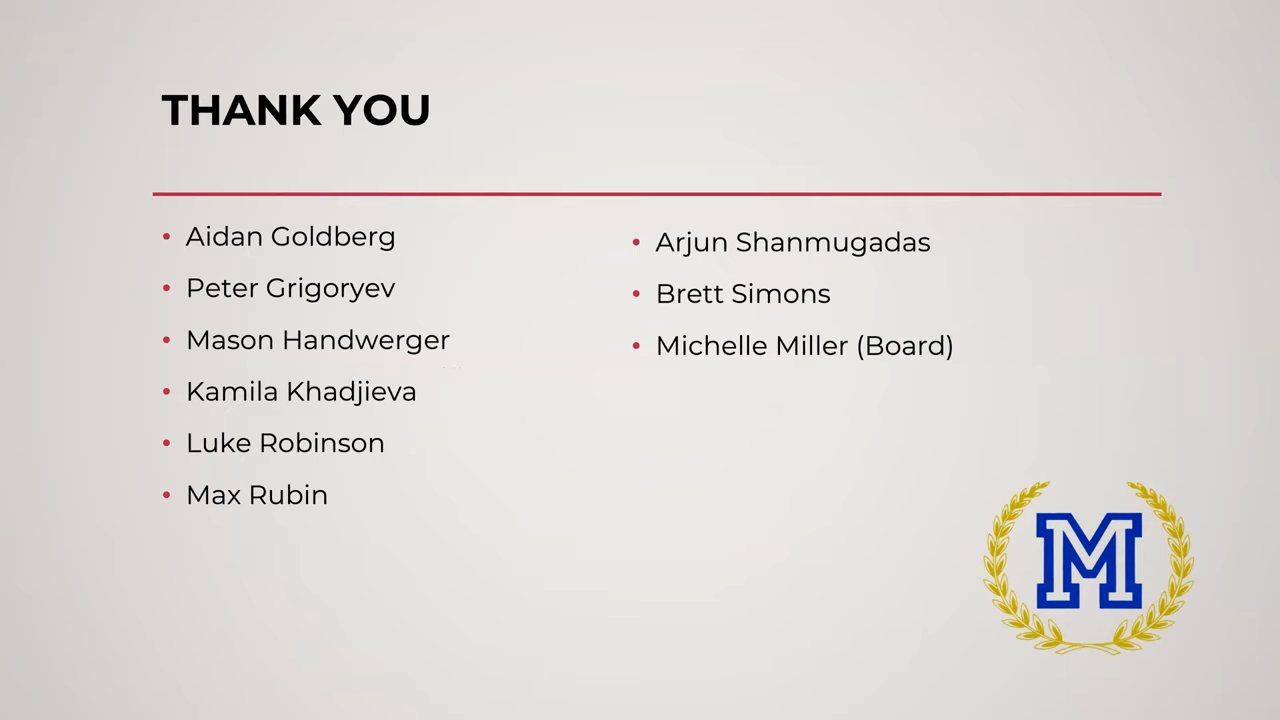 THANK YOU
• Aidan Goldberg
• Peter Grigoryev
• Mason Handwerger
• Kamila Khadjieva
• Luke Robinson
• Max Rubin
• Arjun Shanmugadas
• Brett Simons
• Michelle Miller (Board)
M